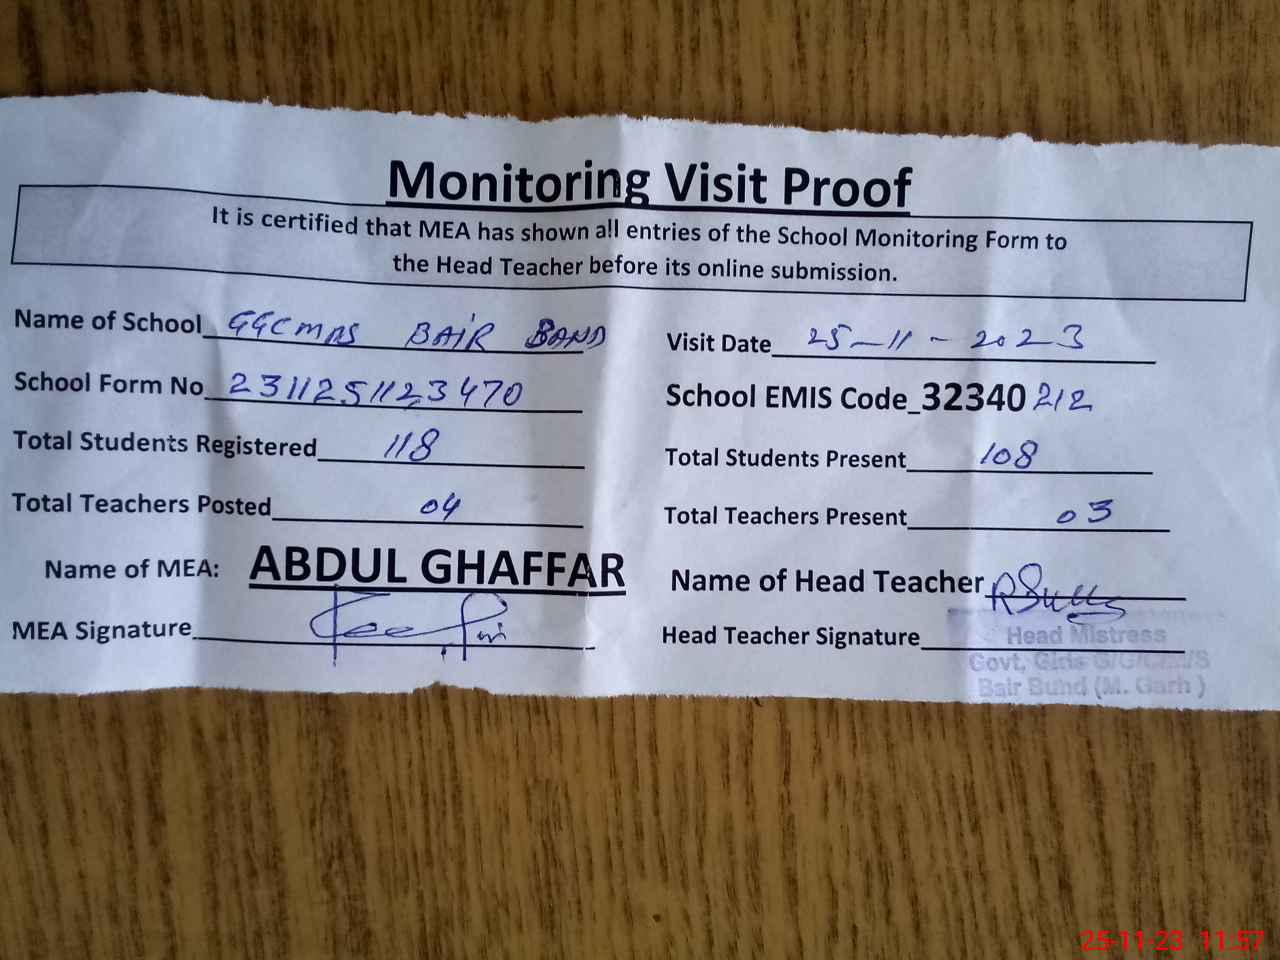 Monitoring Visit Proof
It is certified that MEA has shown all entries of the School Monitoring Form to
the Head Teacher before its online submission.
Name of School GGCMPS BAIR BAND
Visit Date 25-11-2023
School Form No 2311251123470
School EMIS Code_32340212
Total Students Registered 118
Total Students Present 108
Total Teachers Posted 04
Total Teachers Present 03
Name of MEA: ABDUL GHAFFAR
Name of Head Teacher
MEA Signature
Head Teacher Signature
Head Mistress
Govt, Girls
Bair Bund (M. Garh)
25-11-23 11:57